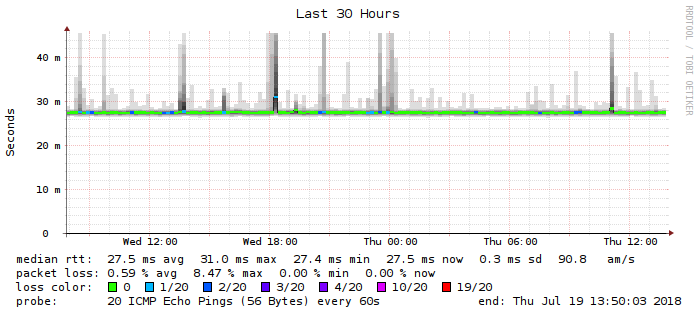 Last 30 Hours
RRDTOOL / TOBI OETIKER
Seconds
40 m
30 m
20 m
10 m
0
Wed 12:00 Wed 18:00 Thu 00:00 Thu 06:00 Thu 12:00
median rtt: 27.5 ms avg 31.0 ms max 27.4 ms min 27.5 ms now 0.3 ms sd 90.8 am/s
packet loss: 0.59 % avg 8.47 % max 0.00 % min 0.00 % now
loss color: 0 1/20 2/20 3/20 4/20 10/20 19/20
probe: 20 ICMP Echo Pings (56 Bytes) every 60s end: Thu Jul 19 13:50:03 2018